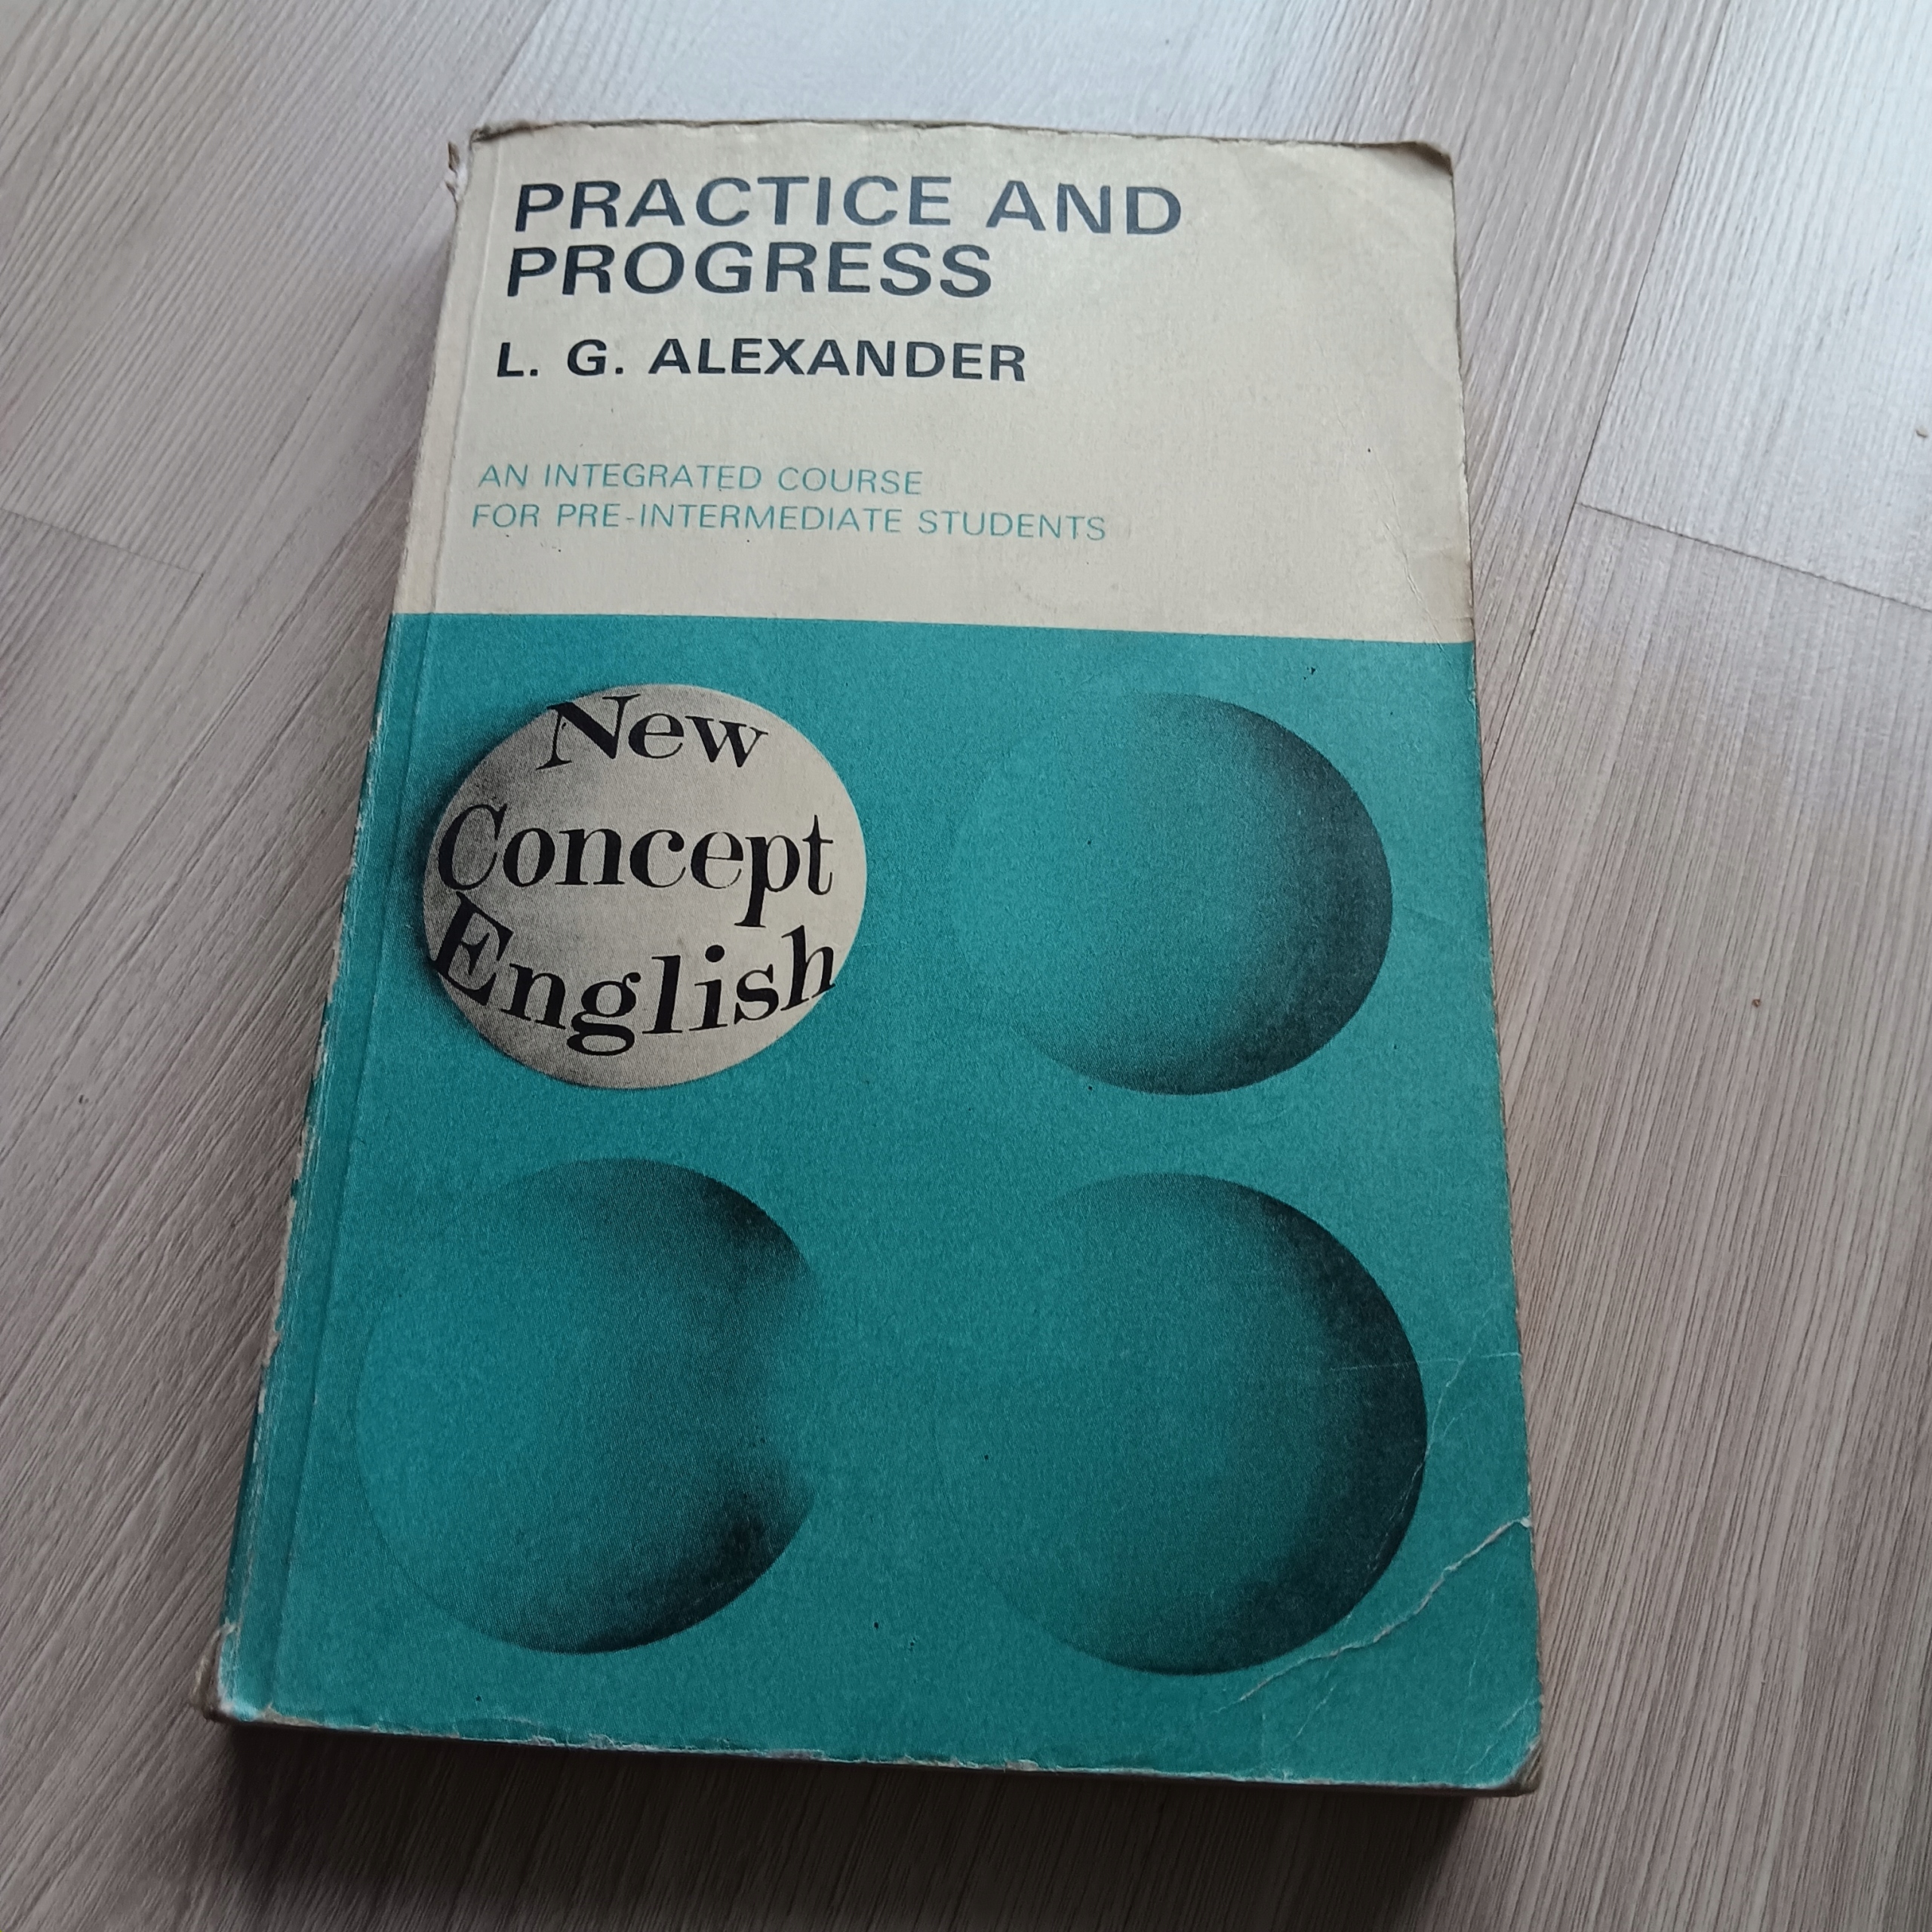 PRACTICE AND
PROGRESS
L. G. ALEXANDER
AN INTEGRATED COURSE
FOR PRE-INTERMEDIATE STUDENTS
New
Concept
English